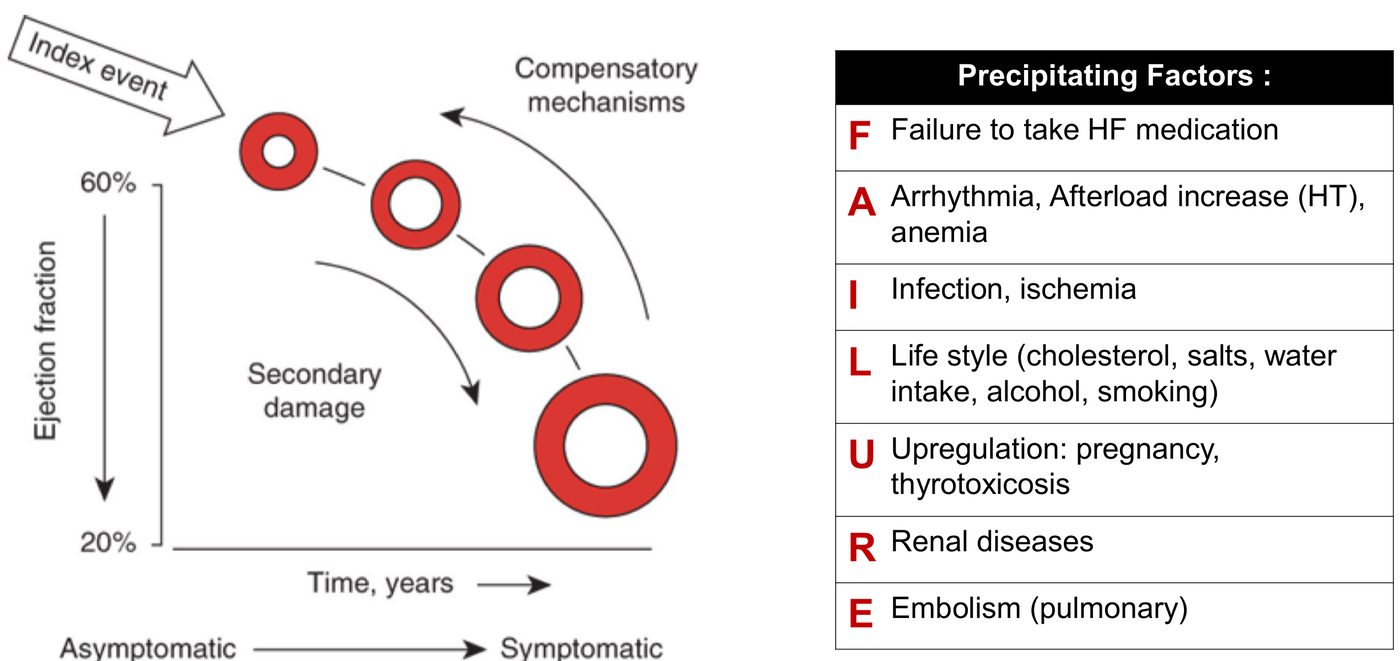 Index event
Compensatory
mechanisms
60%
Ejection fraction
Secondary
damage
20%
Time, years
Asymptomatic
Symptomatic
Precipitating Factors :
F Failure to take HF medication
A Arrhythmia, Afterload increase (HT),
anemia
I Infection, ischemia
L Life style (cholesterol, salts, water
intake, alcohol, smoking)
U Upregulation: pregnancy,
thyrotoxicosis
R Renal diseases
E Embolism (pulmonary)